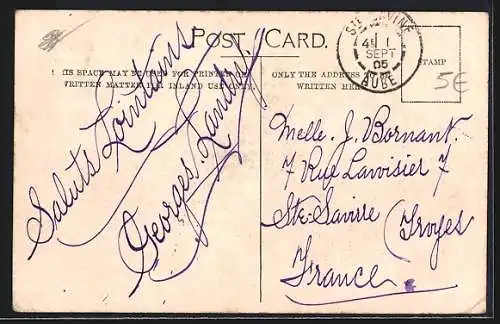 POST CARD.
THIS SPACE MAY BE USED FOR PRINTED OR
WRITTEN MATTER FOR INLAND USE ONLY.
Saluts Lointains
Georges Landry.
ONLY THE ADDRESS TO BE
WRITTEN HERE
STE SAVINE
1
SEPT
05
AUBE
STAMP
5€
Melle. J. Bornant.
7 Rue Lavoisier 7
Ste-Savine
(Troyes
France.